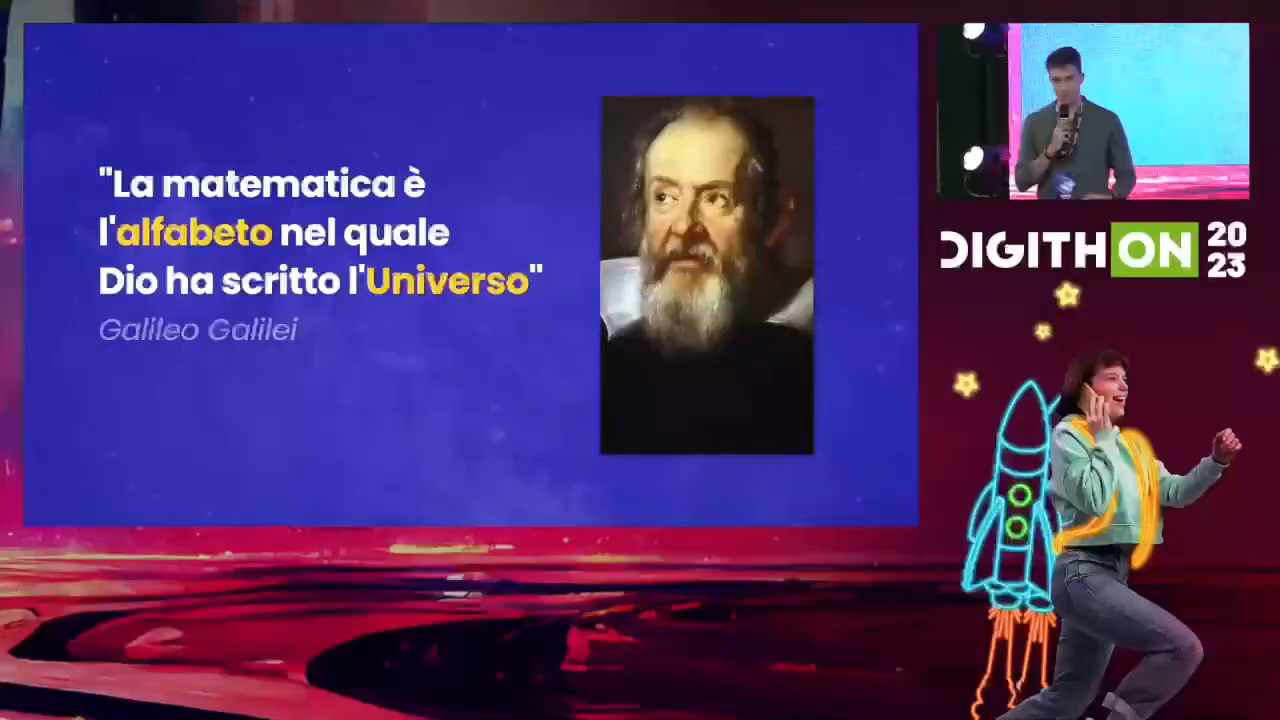 "La matematica è
l'alfabeto nel quale
Dio ha scritto l'Universo"
Galileo Galilei
DIGITHON
2023